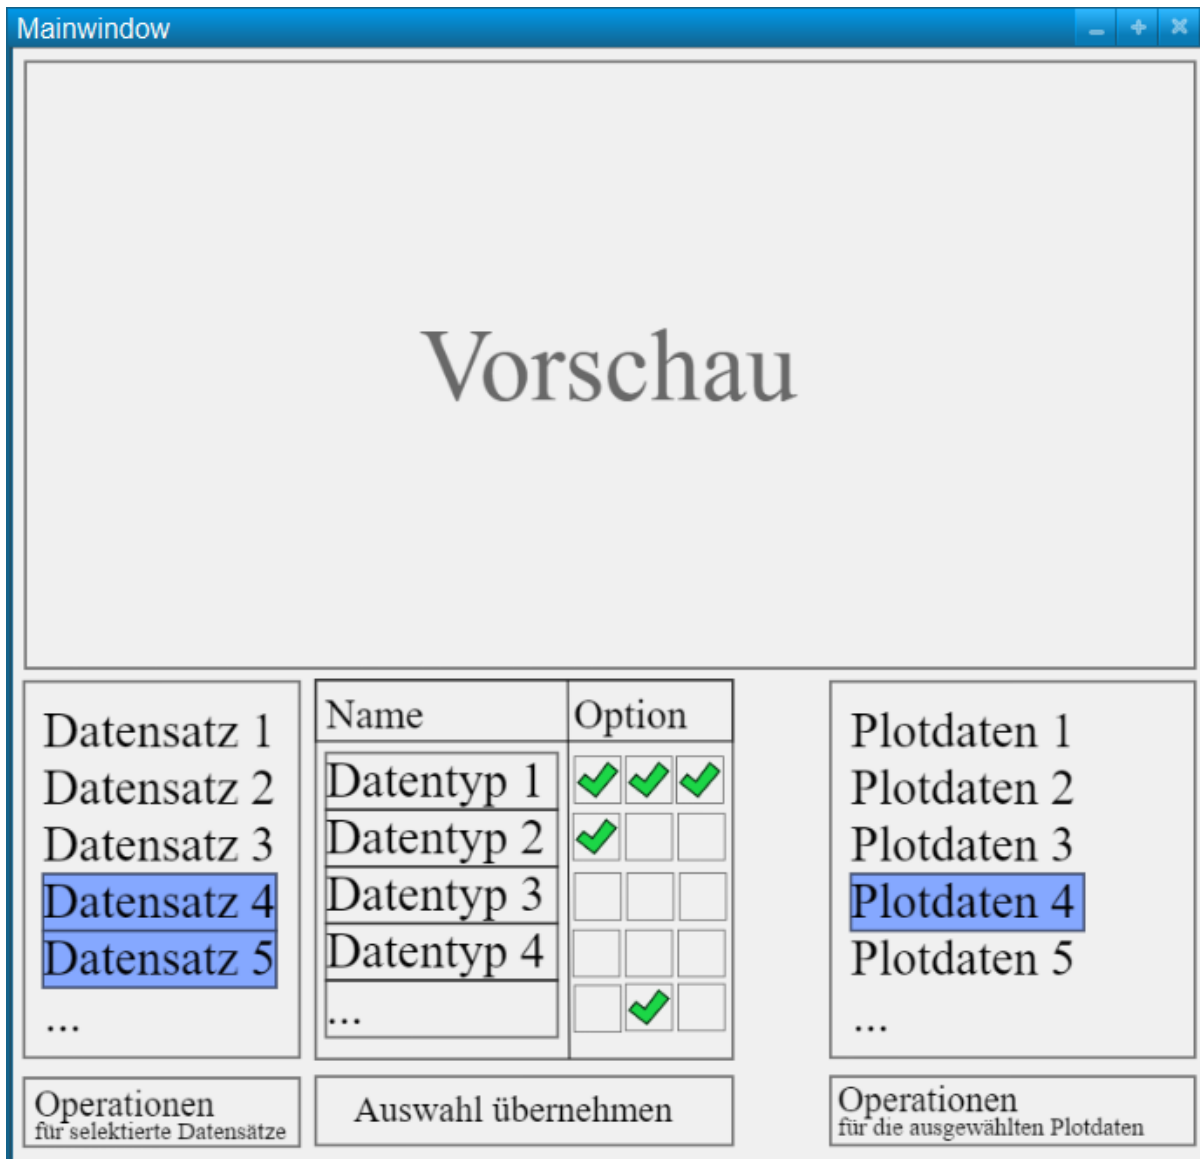 Mainwindow
Vorschau
Datensatz 1
Datensatz 2
Datensatz 3
Datensatz 4
Datensatz 5
...
Operationen
für selektierte Datensätze
Name Option
Datentyp 1
Datentyp 2
Datentyp 3
Datentyp 4
...
Auswahl übernehmen
Plotdaten 1
Plotdaten 2
Plotdaten 3
Plotdaten 4
Plotdaten 5
...
Operationen
für die ausgewählten Plotdaten